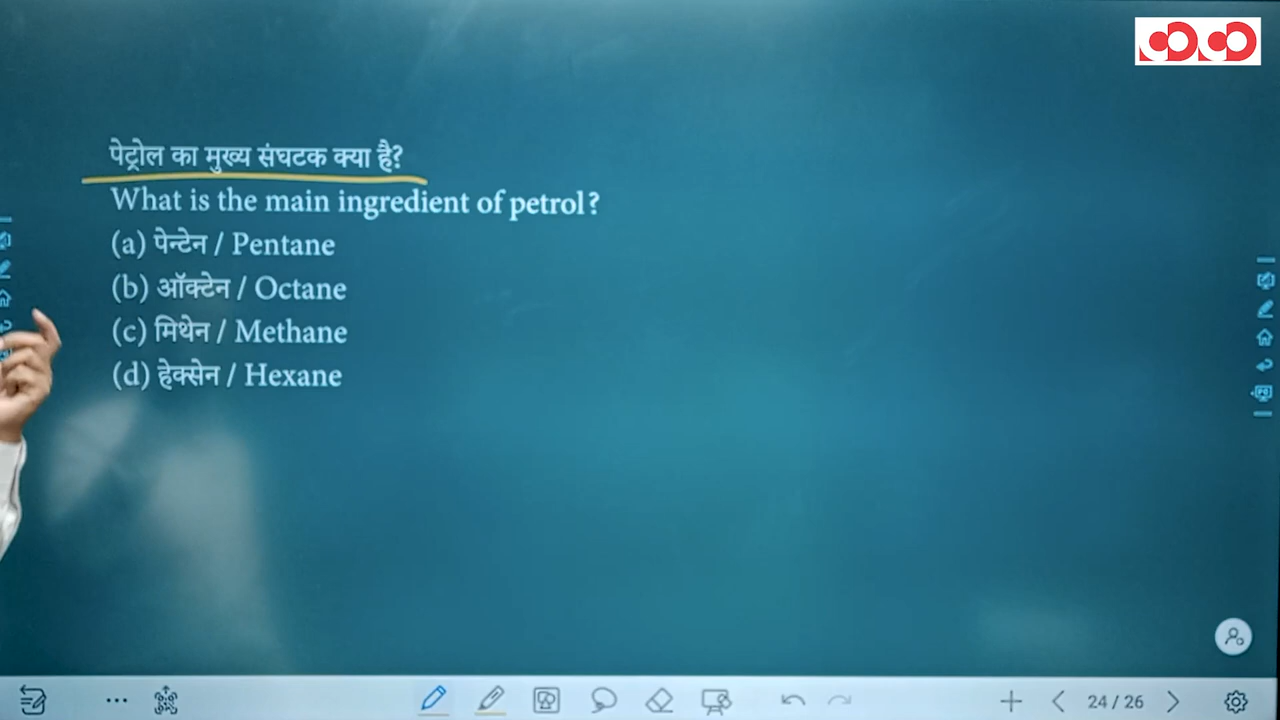 पेट्रोल का मुख्य संघटक क्या है?
What is the main ingredient of petrol?
(a) पेन्टेन / Pentane
(b) ऑक्टेन / Octane
(c) मिथेन / Methane
(d) हेक्सेन / Hexane
24 / 26